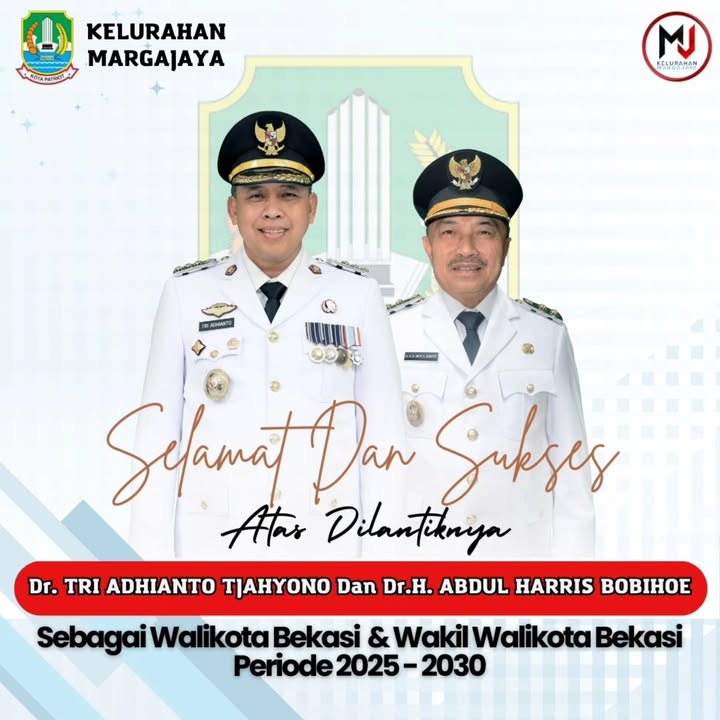 KELURAHAN
MARGAJAYA
KOTA PATRIOT
MJ
KELURAHAN
MARGAJAYA
TRI ADHIANTO
Selamat Dan Sukses
Atas Dilantiknya
Dr. TRI ADHIANTO TJAHYONO Dan Dr.H. ABDUL HARRIS BOBIHOE
Sebagai Walikota Bekasi & Wakil Walikota Bekasi
Periode 2025 - 2030